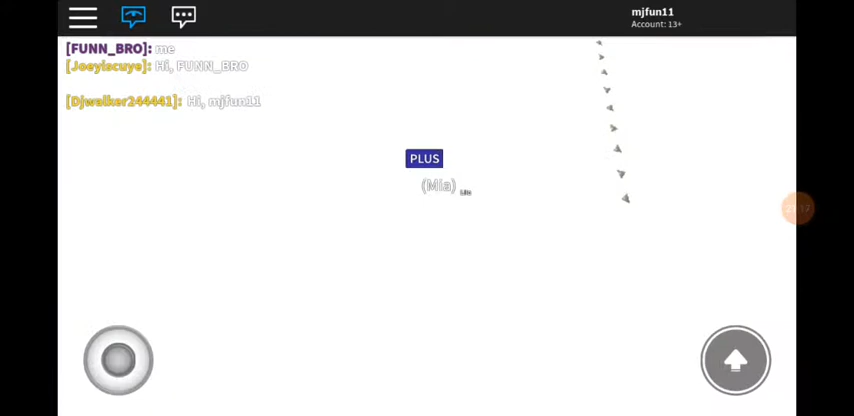 mjfun11
Account: 13+
[FUNN_BRO]: me
[Joeyiscuye]: Hi, FUNN_BRO
[Djwalker244441]: Hi, mjfun11
PLUS
(Mia)